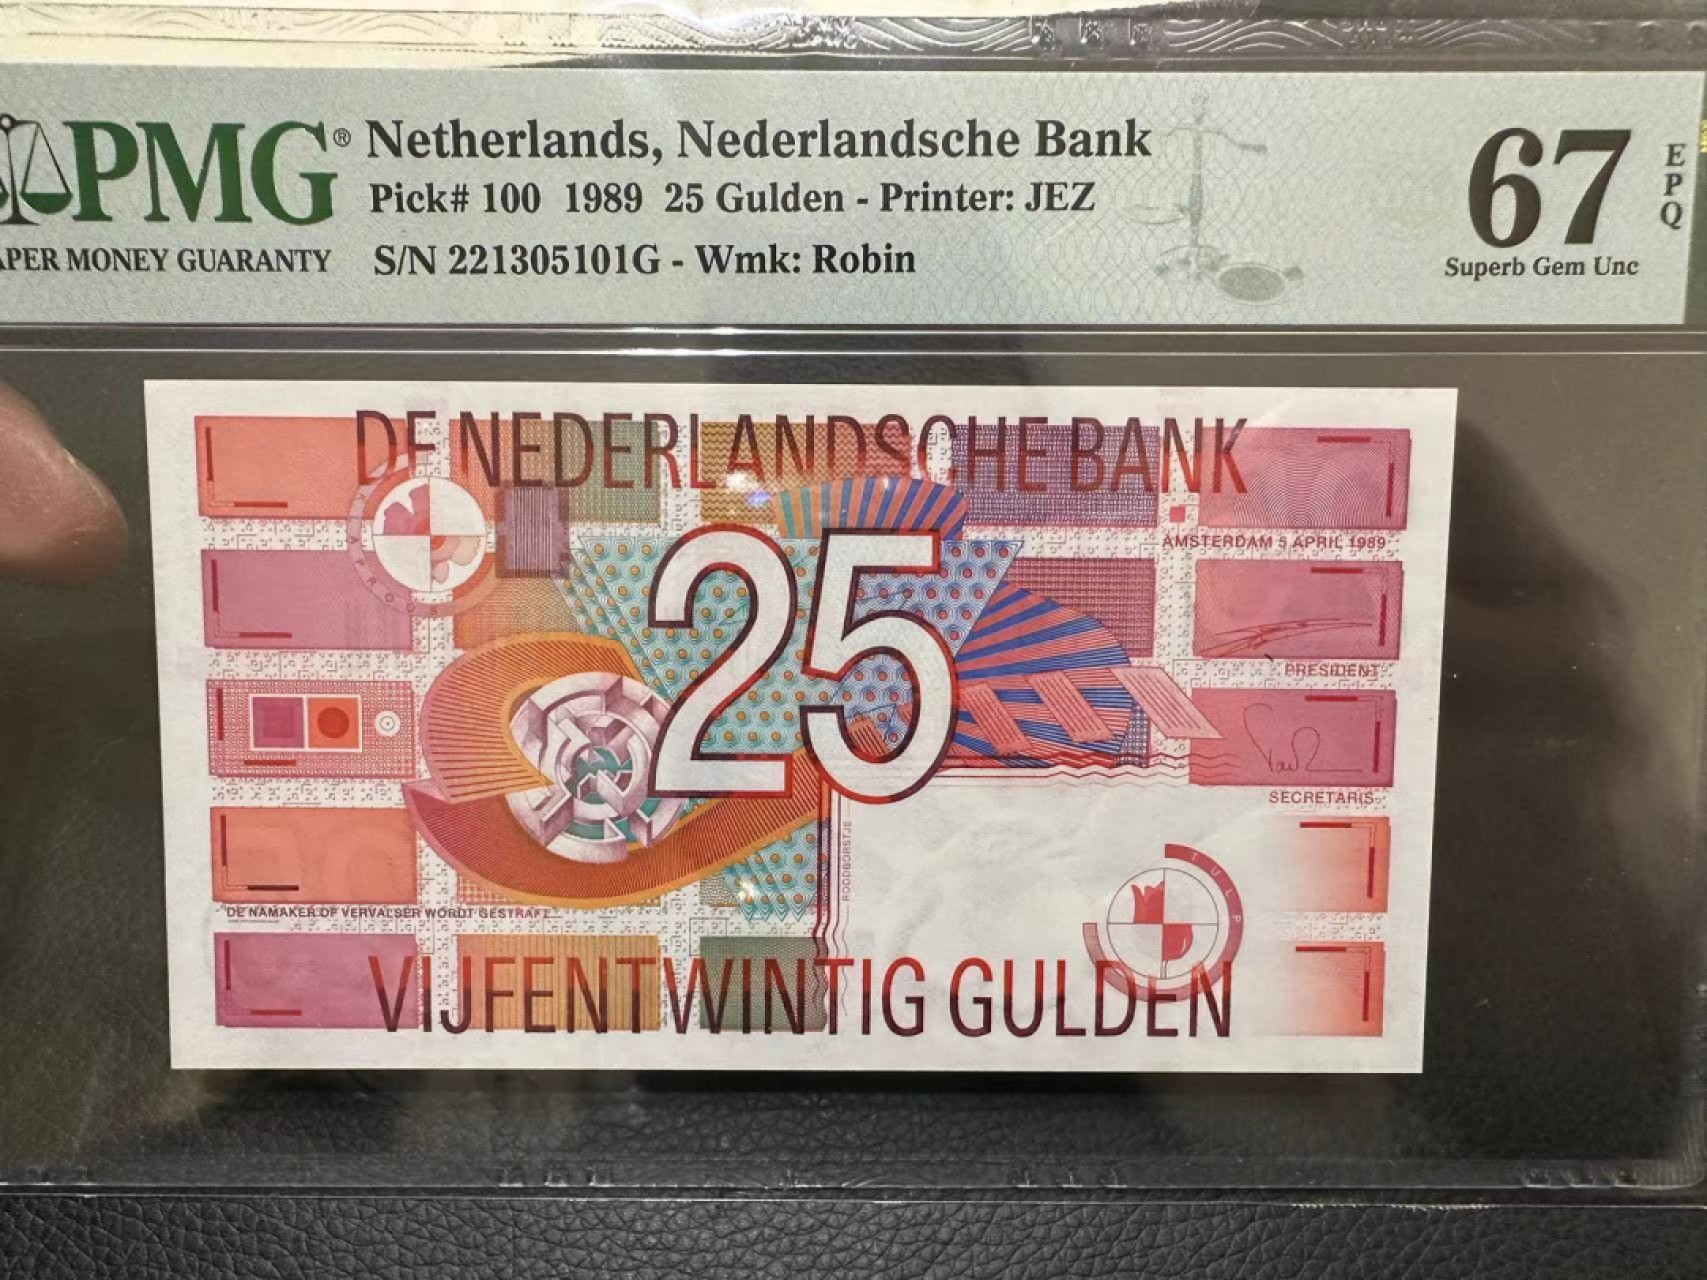 PMG® Netherlands, Nederlandsche Bank
Pick# 100 1989 25 Gulden - Printer: JEZ
APER MONEY GUARANTY
S/N 221305101G - Wmk: Robin
67
EPQ
Superb Gem Unc
DE NEDERLANDSCHE BANK
AMSTERDAM 5 APRIL 1989
25
PRESIDENT
SECRETARIS
ROODBORSTJE
TULP
DE NAMAKER OF VERVALSER WORDT GESTRAFT
VIJFENTWINTIG GULDEN